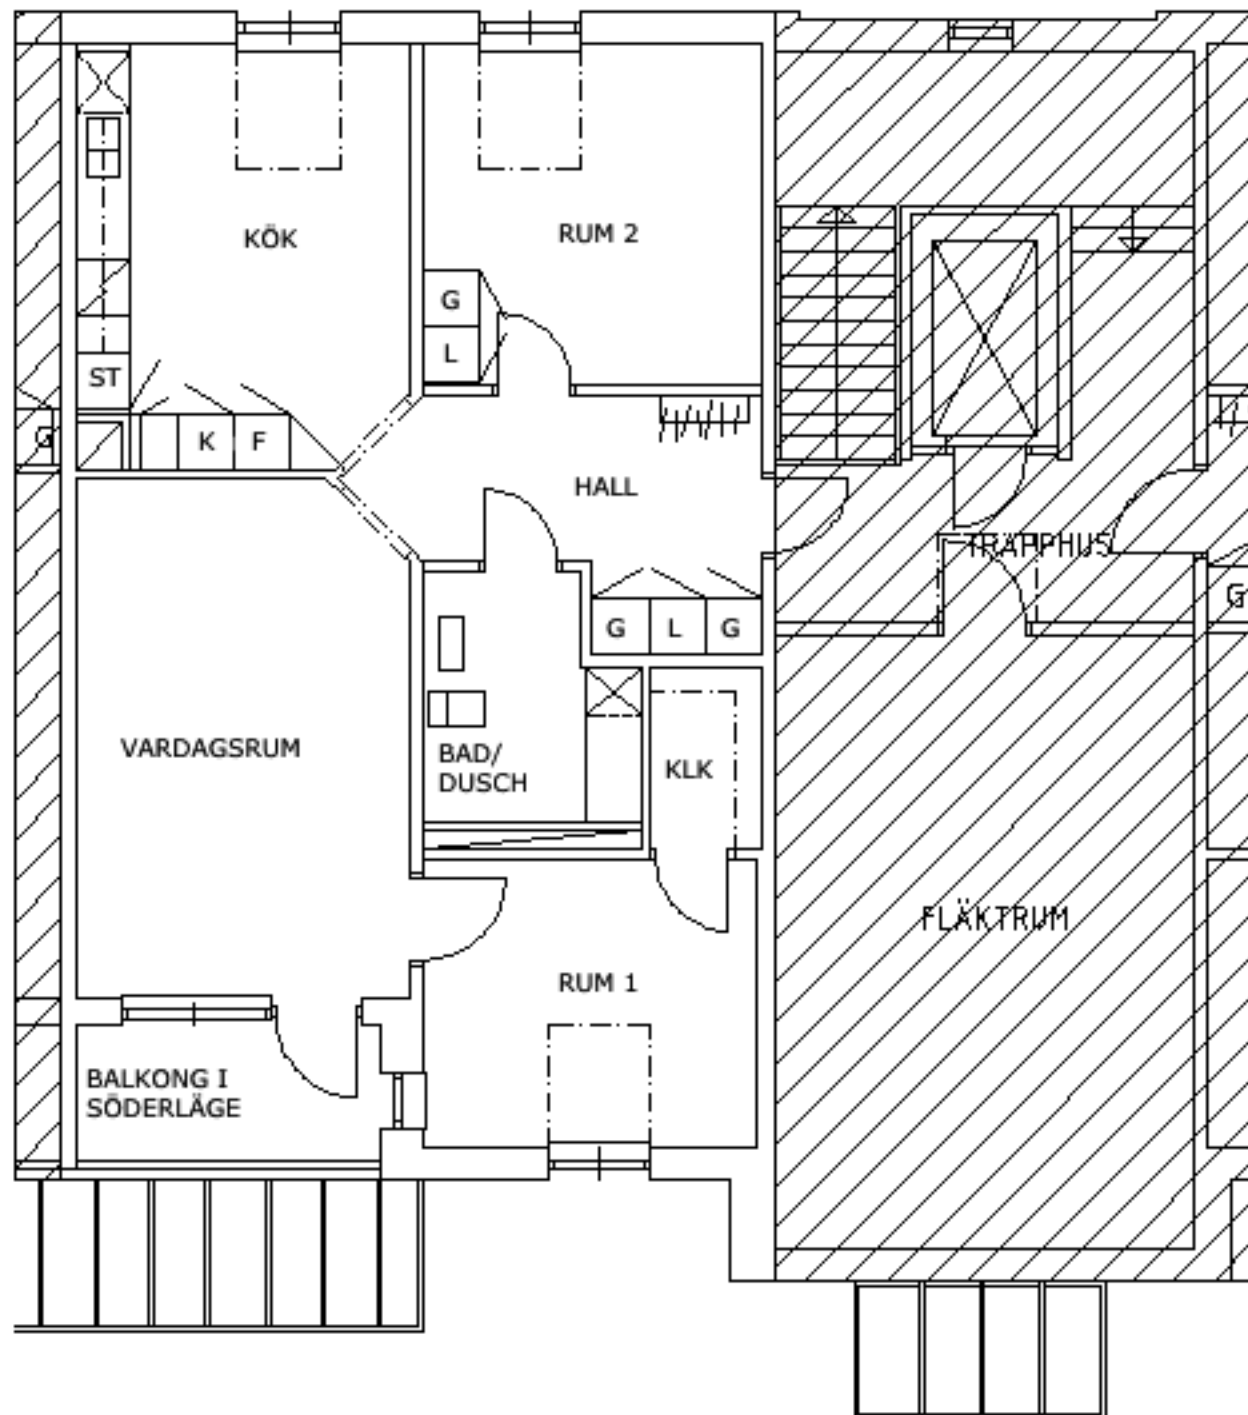 KÖK
RUM 2
G
L
ST
G
K
F
HALL
TRAPPHUS
G
L
G
G
VARDAGSRUM
BAD/
DUSCH
KLK
FLÄKTRUM
RUM 1
BALKONG I
SÖDERLÄGE